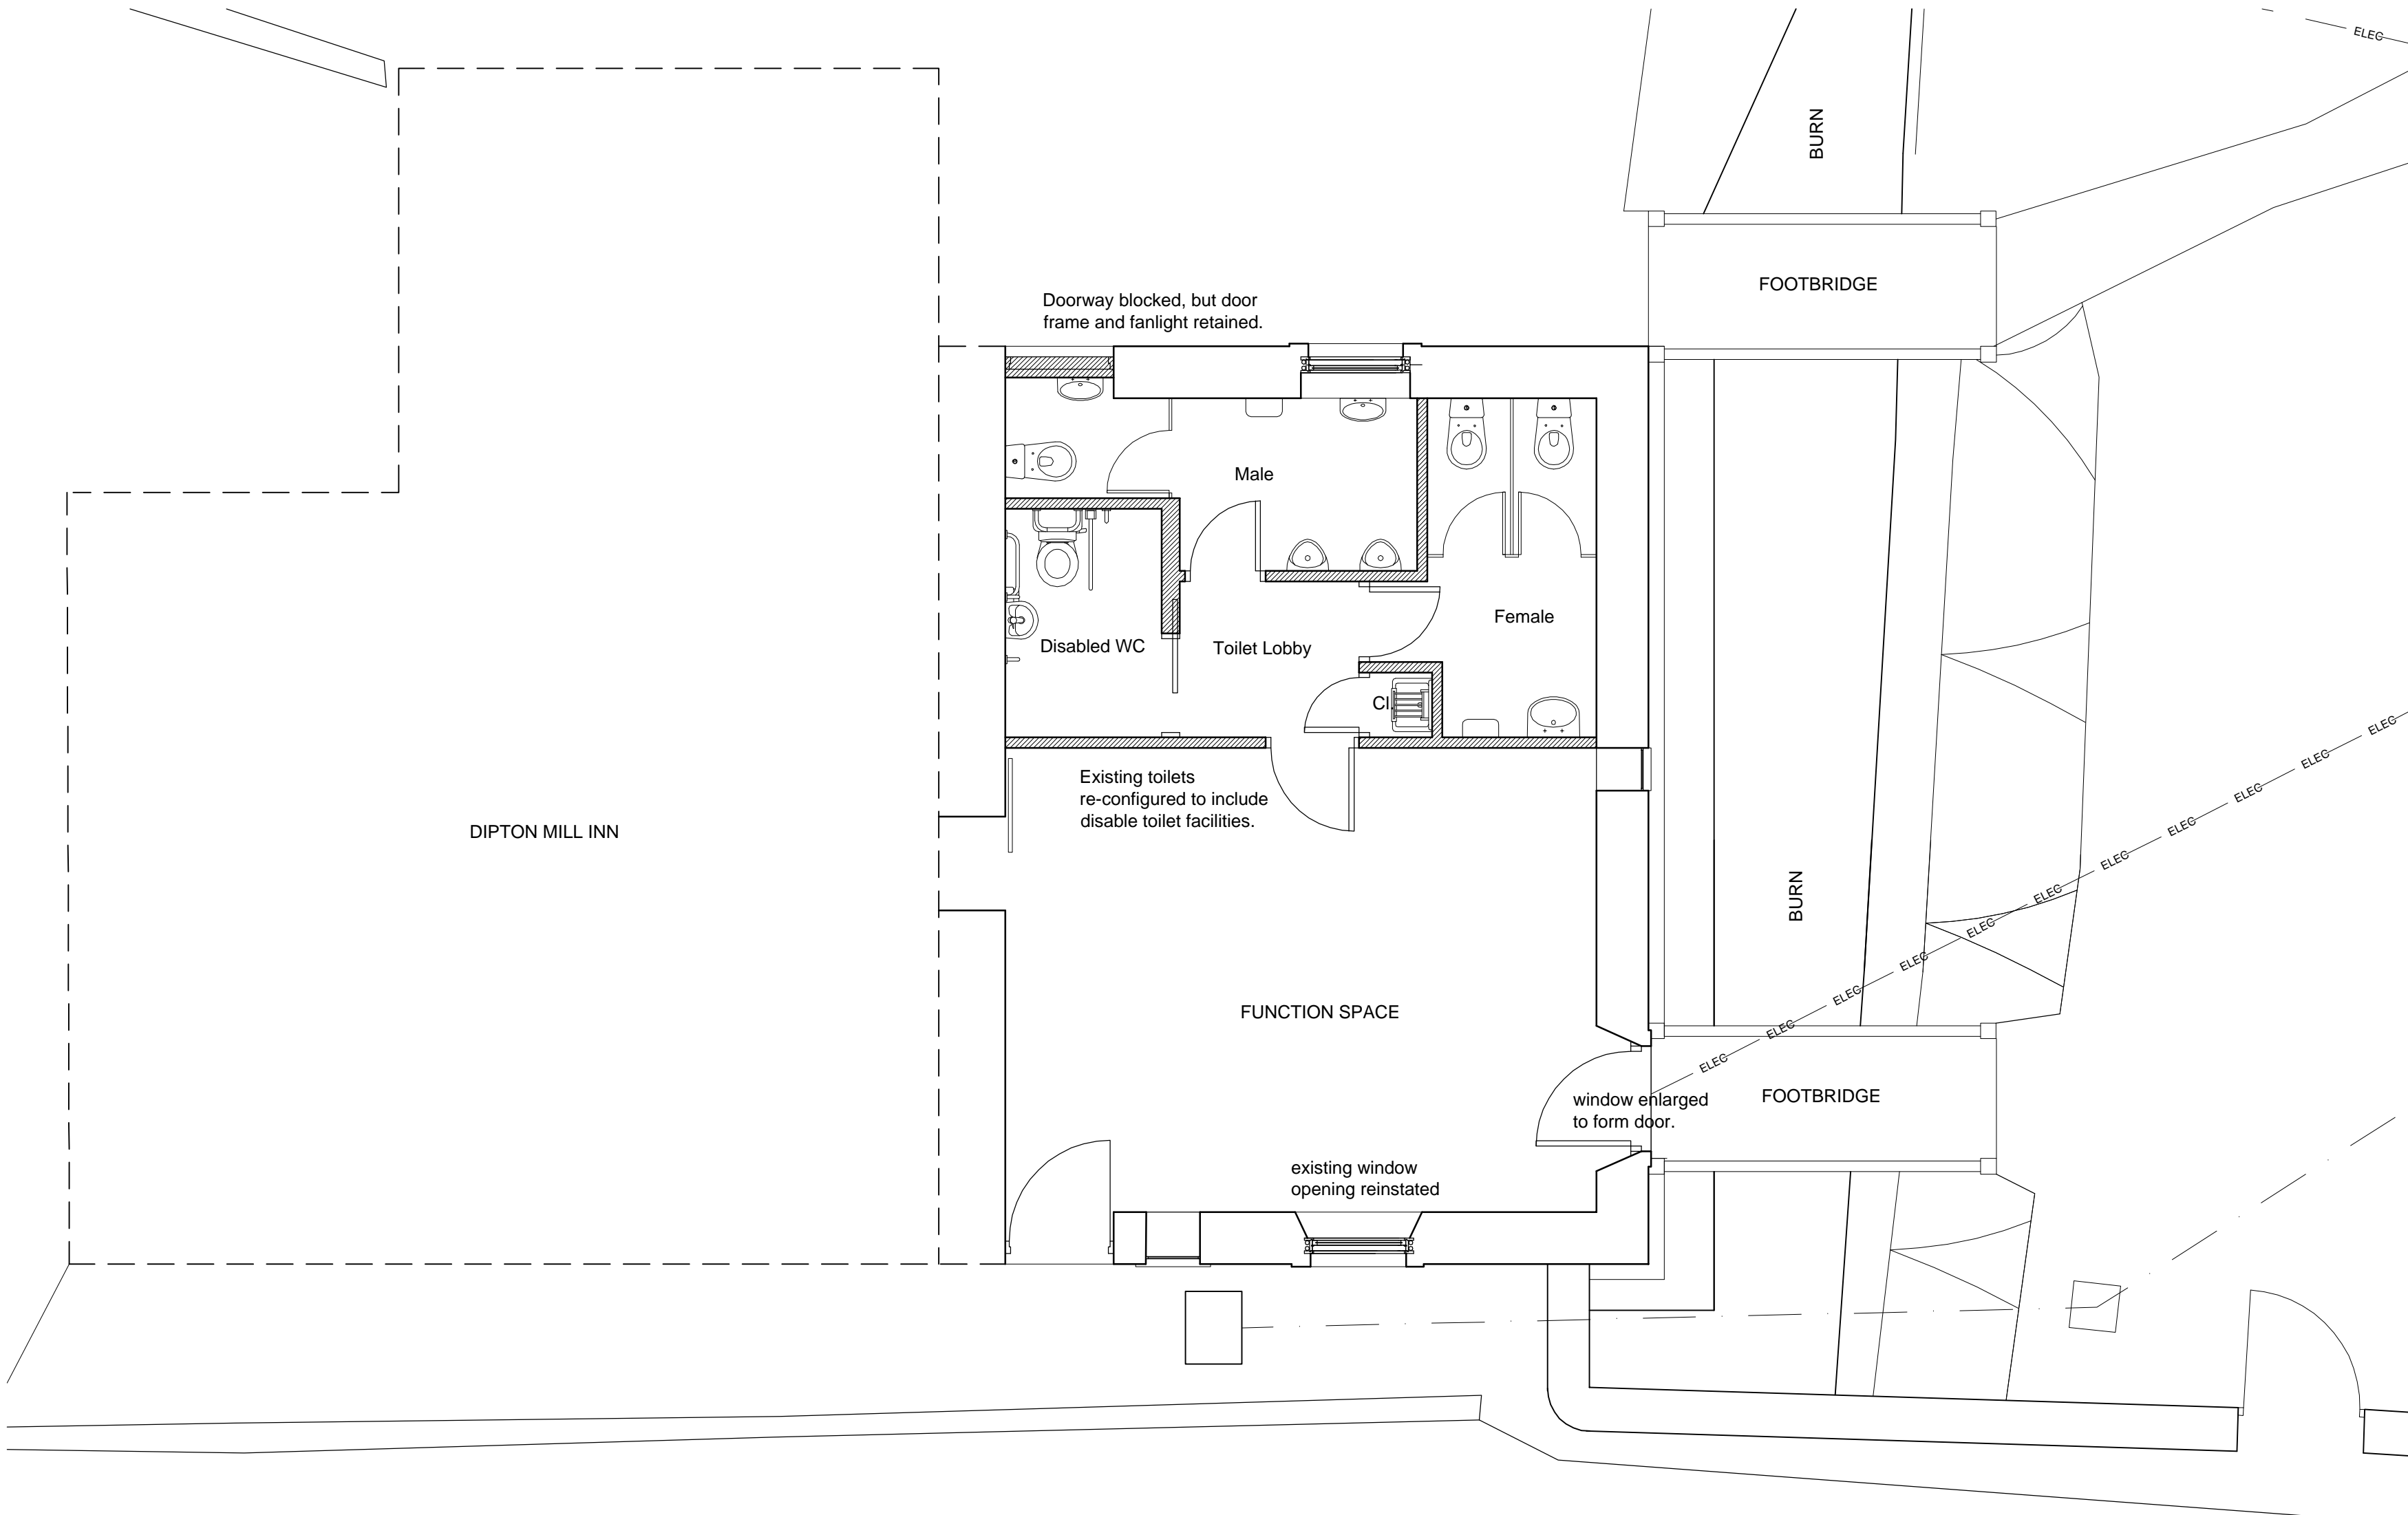 ELEC
BURN
FOOTBRIDGE
Doorway blocked, but door
frame and fanlight retained.
Male
Female
Disabled WC
Toilet Lobby
Cl.
ELEC
ELEC
ELEC
ELEC
ELEC
ELEC
ELEC
ELEC
ELEC
ELEC
ELEC
Existing toilets
re-configured to include
disable toilet facilities.
DIPTON MILL INN
BURN
FUNCTION SPACE
FOOTBRIDGE
window enlarged
to form door.
existing window
opening reinstated